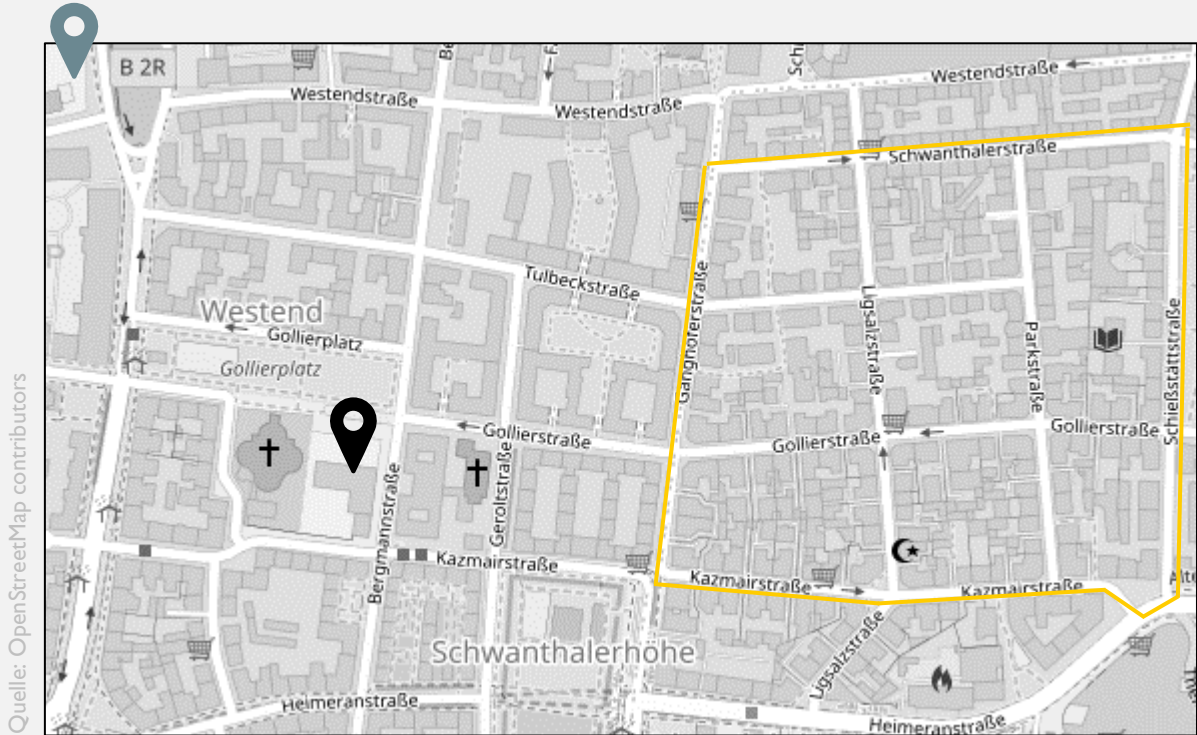 B 2R
Westendstraße
Westendstraße
Westendstraße
Schwanthalerstraße
Tulbeckstraße
Westend
Gollierplatz
Gollierplatz
Ganghoferstraße
Ligsalzstraße
Parkstraße
Schießstättstraße
Gollierstraße
Gollierstraße
Gollierstraße
Geroltstraße
Bergmannstraße
Kazmairstraße
Kazmairstraße
Kazmairstraße
Schwanthalerhöhe
Ligsalzstraße
Heimeranstraße
Heimeranstraße
Quelle: OpenStreetMap contributors